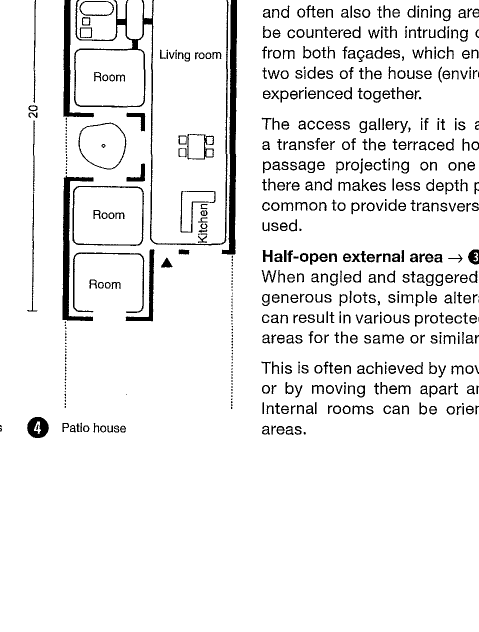 Room
Living room
20
Room
Kitchen
Room
s
4 Patio house
and often also the dining are
be countered with intruding c
from both façades, which en
two sides of the house (envir
experienced together.
The access gallery, if it is a
a transfer of the terraced ho
passage projecting on one
there and makes less depth p
common to provide transvers
used.
Half-open external area → 3
When angled and staggered
generous plots, simple alter
can result in various protecte
areas for the same or similar
This is often achieved by mov
or by moving them apart an
Internal rooms can be orien
areas.